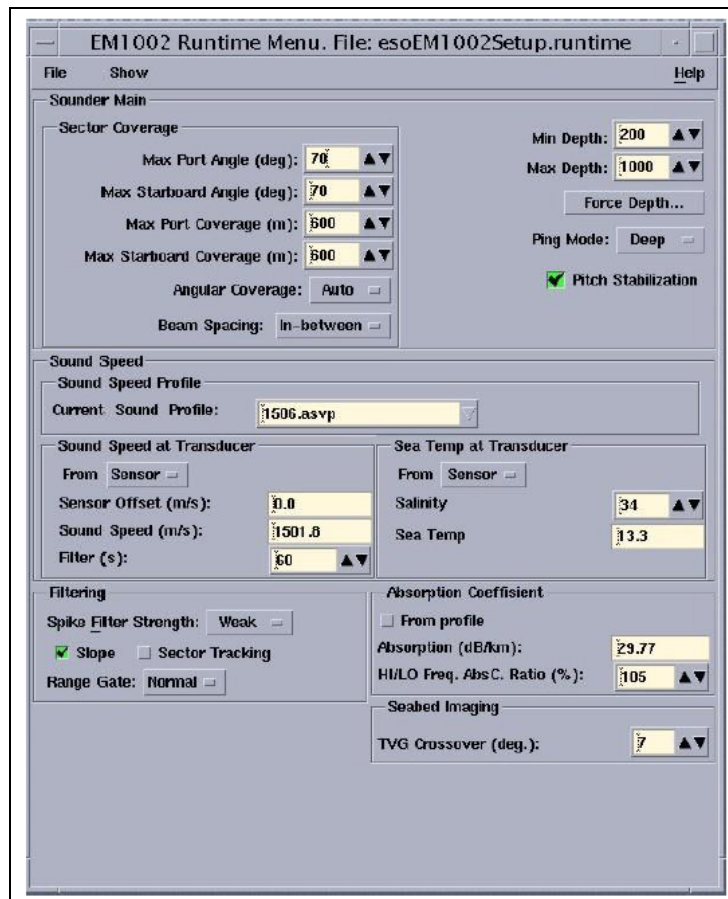 EM1002 Runtime Menu. File: esoEM1002Setup.runtime
File Show Help
Sounder Main
Sector Coverage
Max Port Angle (deg): 70
Max Starboard Angle (deg): 70
Max Port Coverage (m): 600
Max Starboard Coverage (m): 600
Angular Coverage: Auto
Beam Spacing: In-between
Min Depth: 200
Max Depth: 1000
Force Depth...
Ping Mode: Deep
Pitch Stabilization
Sound Speed
Sound Speed Profile
Current Sound Profile: 1506.asvp
Sound Speed at Transducer
From Sensor
Sensor Offset (m/s): 0.0
Sound Speed (m/s): 1501.8
Filter (s): 60
Sea Temp at Transducer
From Sensor
Salinity 34
Sea Temp 13.3
Filtering
Spike Filter Strength: Weak
Slope Sector Tracking
Range Gate: Normal
Absorption Coeffisient
From profile
Absorption (dB/km): 29.77
HI/LO Freq. AbsC. Ratio (%): 105
Seabed Imaging
TVG Crossover (deg.): 7